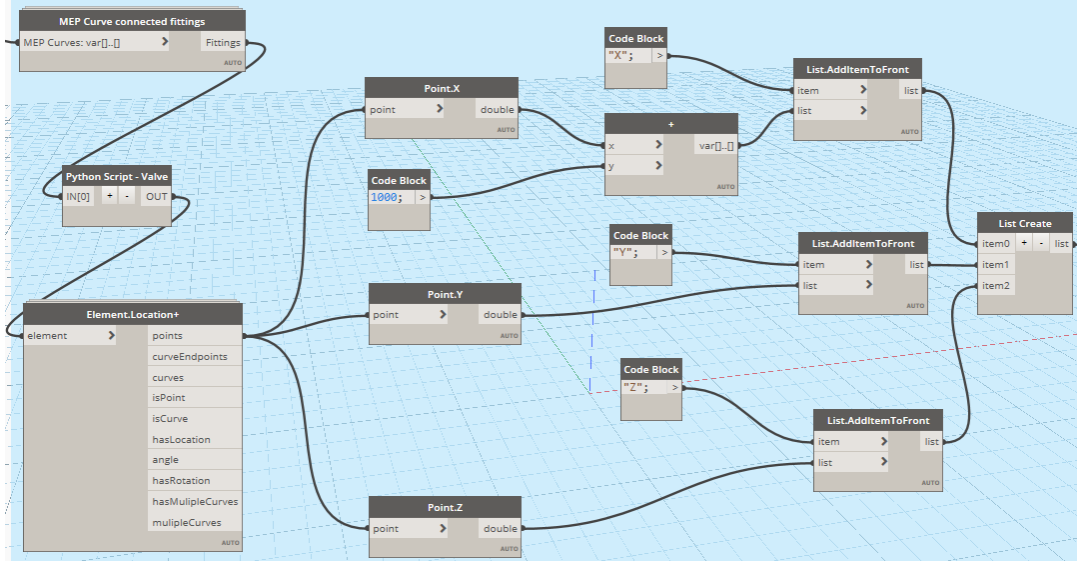 MEP Curve connected fittings
MEP Curves: var[]..[] > Fittings
AUTO
Python Script - Valve
IN[0] + - OUT
AUTO
Element.Location+
element > points
curveEndpoints
curves
isPoint
isCurve
hasLocation
angle
hasRotation
hasMulipleCurves
mulipleCurves
AUTO
Point.X
point > double
AUTO
Code Block
1000; >
Point.Y
point > double
AUTO
Point.Z
point > double
AUTO
Code Block
"X"; >
+
x > var[]..[]
y >
AUTO
Code Block
"Y"; >
Code Block
"Z"; >
List.AddItemToFront
item > list
list >
AUTO
List.AddItemToFront
item > list
list >
AUTO
List.AddItemToFront
item > list
list >
AUTO
List Create
item0 + - list
item1
item2
AUTO